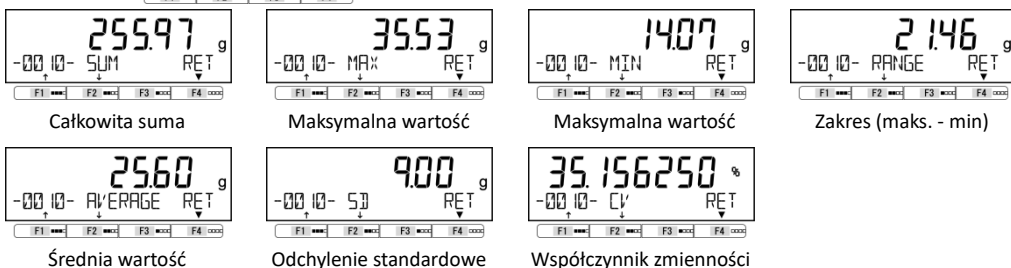 255.97 g
-0010- SUM RET
F1 F2 F3 F4
Całkowita suma
35.53 g
-0010- MAX RET
F1 F2 F3 F4
Maksymalna wartość
14.07 g
-0010- MIN RET
F1 F2 F3 F4
Maksymalna wartość
21.46 g
-0010- RANGE RET
F1 F2 F3 F4
Zakres (maks. - min)
25.60 g
-0010- AVERAGE RET
F1 F2 F3 F4
Średnia wartość
9.00 g
-0010- SD RET
F1 F2 F3 F4
Odchylenie standardowe
35.156250 %
-0010- CV RET
F1 F2 F3 F4
Współczynnik zmienności